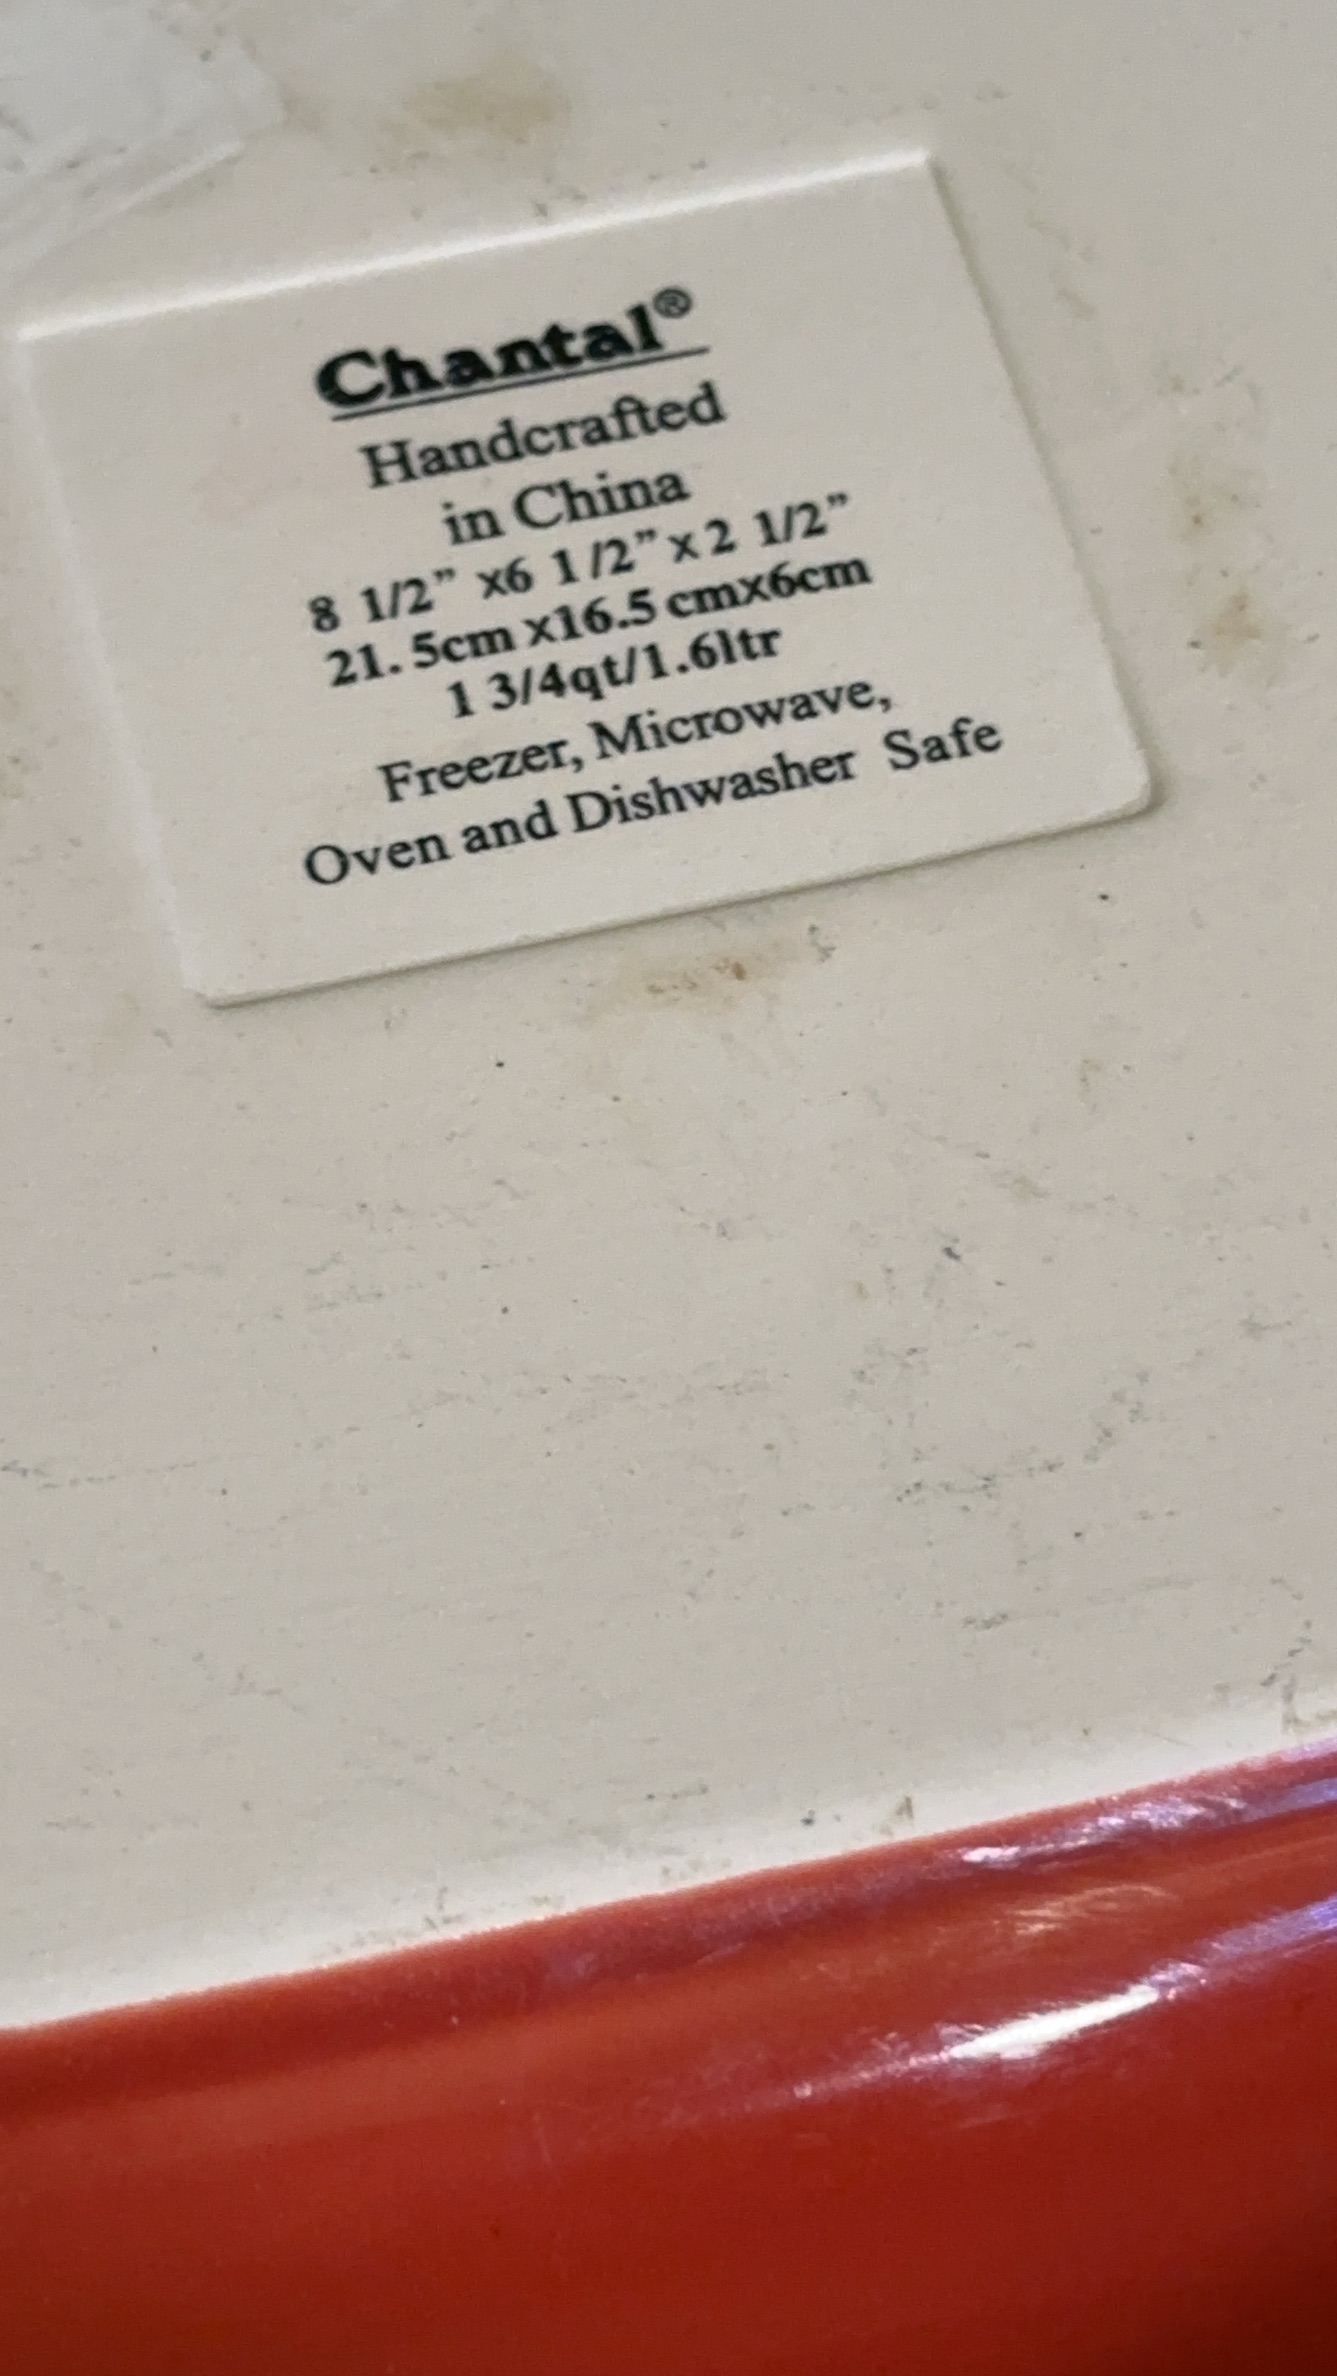 Chantal®
Handcrafted
in China
8 1/2” x6 1/2” x 2 1/2”
21. 5cm x16.5 cmx6cm
1 3/4qt/1.6ltr
Freezer, Microwave,
Oven and Dishwasher Safe